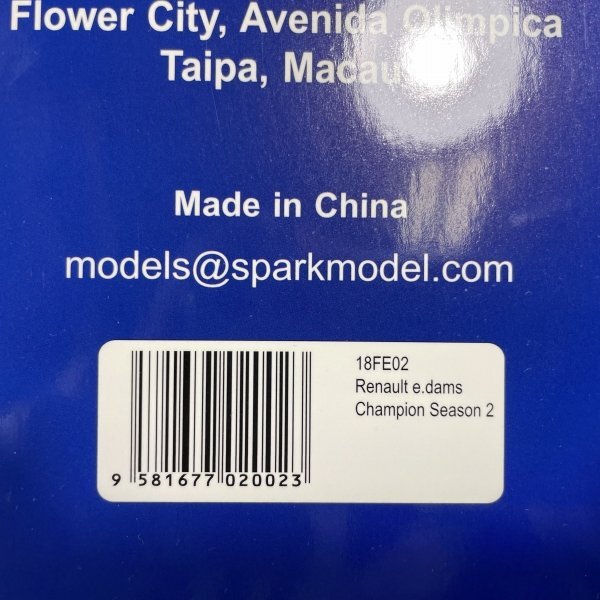 Flower City, Avenida Olimpica
Taipa, Macau
Made in China
models@sparkmodel.com
18FE02
Renault e.dams
Champion Season 2
9 581677 020023